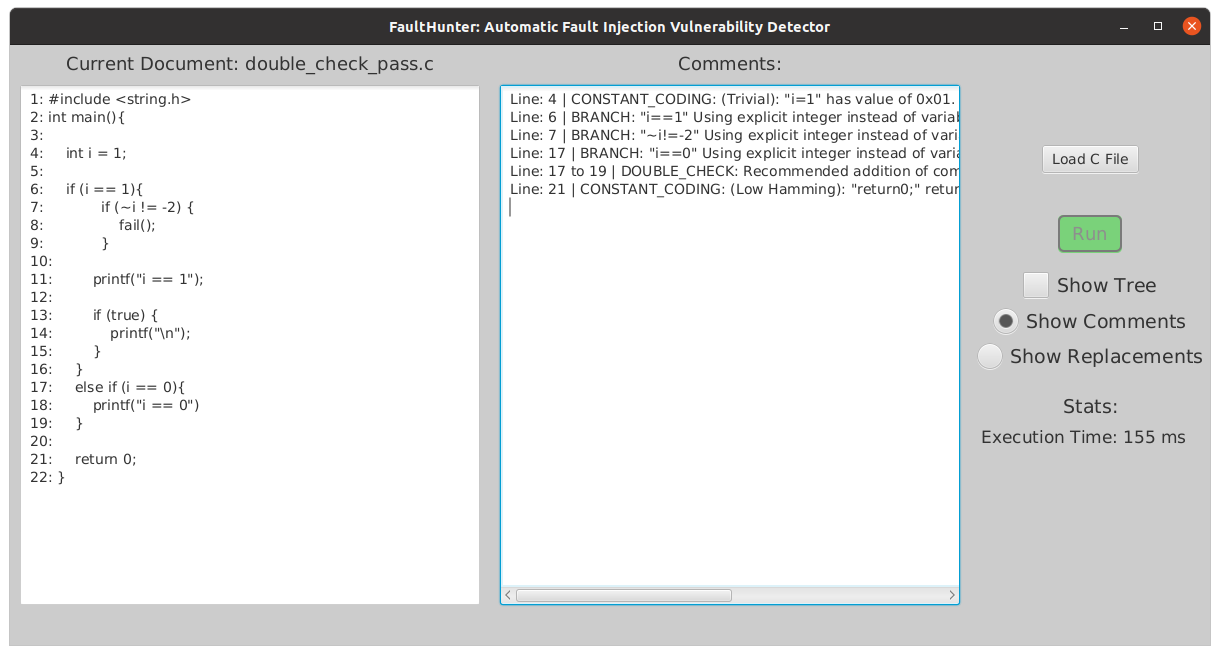 FaultHunter: Automatic Fault Injection Vulnerability Detector
Current Document: double_check_pass.c
1: #include <string.h>
2: int main(){
3:
4: int i = 1;
5:
6: if (i == 1){
7: if (~i != -2) {
8: fail();
9: }
10:
11: printf("i == 1");
12:
13: if (true) {
14: printf("\n");
15: }
16: }
17: else if (i == 0){
18: printf("i == 0")
19: }
20:
21: return 0;
22: }
Comments:
Line: 4 | CONSTANT_CODING: (Trivial): "i=1" has value of 0x01.
Line: 6 | BRANCH: "i==1" Using explicit integer instead of
Line: 7 | BRANCH: "~i!=-2" Using explicit integer instead of
Line: 17 | BRANCH: "i==0" Using explicit integer instead of
Line: 17 to 19 | DOUBLE_CHECK: Recommended addition of
Line: 21 | CONSTANT_CODING: (Low Hamming): "return0;"
Load C File
Run
Show Tree
Show Comments
Show Replacements
Stats:
Execution Time: 155 ms